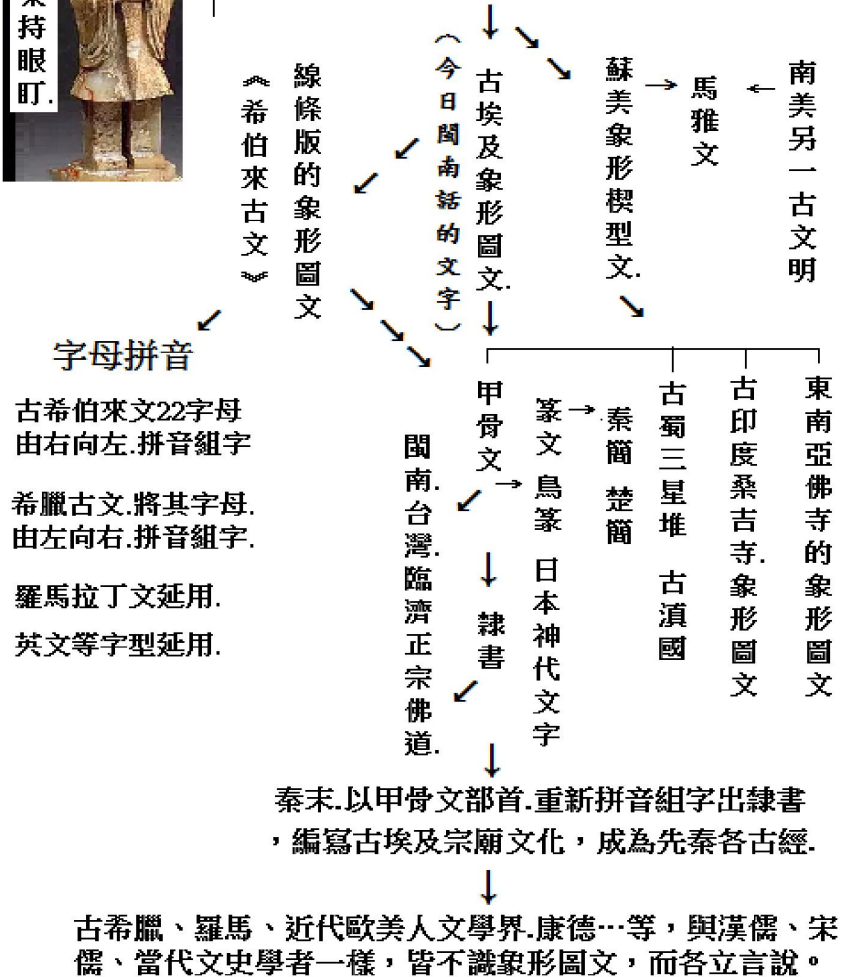 持眼盯.
南美另一古文明
馬雅文
蘇美象形楔型文.
古埃及象形圖文.
（今日閩南話的文字）
線條版的象形圖文
《希伯來古文》
字母拼音
古希伯來文22字母
由右向左.拼音組字
希臘古文.將其字母.
由左向右.拼音組字.
羅馬拉丁文延用.
英文等字型延用.
東南亞佛寺的象形圖文
古印度桑吉寺.象形圖文
古蜀三星堆 古滇國
秦簡 楚簡
篆文 鳥篆 日本神代文字
甲骨文
隸書
閩南.台灣.臨濟正宗佛道.
秦末.以甲骨文部首.重新拼音組字出隸書
，編寫古埃及宗廟文化，成為先秦各古經.
古希臘、羅馬、近代歐美人文學界.康德…等，與漢儒、宋
儒、當代文史學者一樣，皆不識象形圖文，而各立言說。